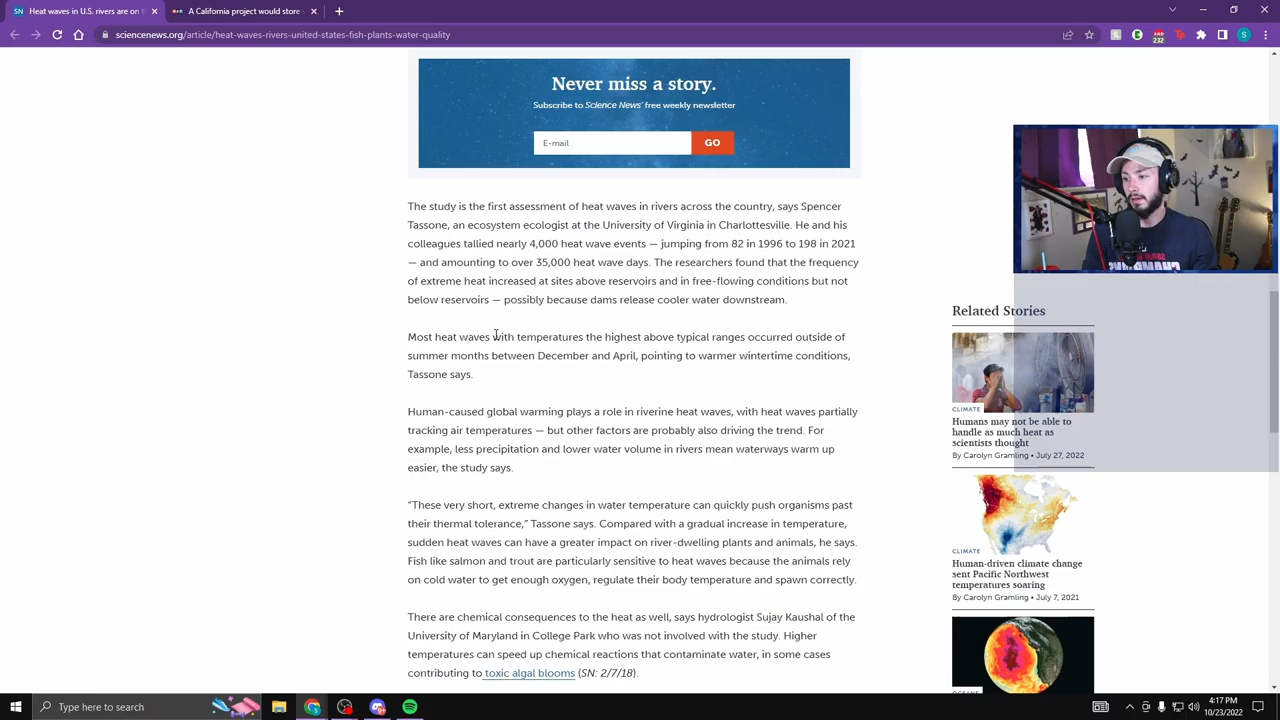 SN Heat waves in U.S. rivers are on t
A California project would store c
sciencenews.org/article/heat-waves-rivers-united-states-fish-plants-water-quality
Never miss a story.
Subscribe to Science News' free weekly newsletter
E-mail
GO
The study is the first assessment of heat waves in rivers across the country, says Spencer
Tassone, an ecosystem ecologist at the University of Virginia in Charlottesville. He and his
colleagues tallied nearly 4,000 heat wave events — jumping from 82 in 1996 to 198 in 2021
— and amounting to over 35,000 heat wave days. The researchers found that the frequency
of extreme heat increased at sites above reservoirs and in free-flowing conditions but not
below reservoirs — possibly because dams release cooler water downstream.
Most heat waves with temperatures the highest above typical ranges occurred outside of
summer months between December and April, pointing to warmer wintertime conditions,
Tassone says.
Human-caused global warming plays a role in riverine heat waves, with heat waves partially
tracking air temperatures — but other factors are probably also driving the trend. For
example, less precipitation and lower water volume in rivers mean waterways warm up
easier, the study says.
“These very short, extreme changes in water temperature can quickly push organisms past
their thermal tolerance,” Tassone says. Compared with a gradual increase in temperature,
sudden heat waves can have a greater impact on river-dwelling plants and animals, he says.
Fish like salmon and trout are particularly sensitive to heat waves because the animals rely
on cold water to get enough oxygen, regulate their body temperature and spawn correctly.
There are chemical consequences to the heat as well, says hydrologist Sujay Kaushal of the
University of Maryland in College Park who was not involved with the study. Higher
temperatures can speed up chemical reactions that contaminate water, in some cases
contributing to toxic algal blooms (SN: 2/7/18).
Related Stories
CLIMATE
Humans may not be able to
handle as much heat as
scientists thought
By Carolyn Gramling • July 27, 2022
CLIMATE
Human-driven climate change
sent Pacific Northwest
temperatures soaring
By Carolyn Gramling • July 7, 2021
OCEANS
Type here to search
4:17 PM
10/23/2022